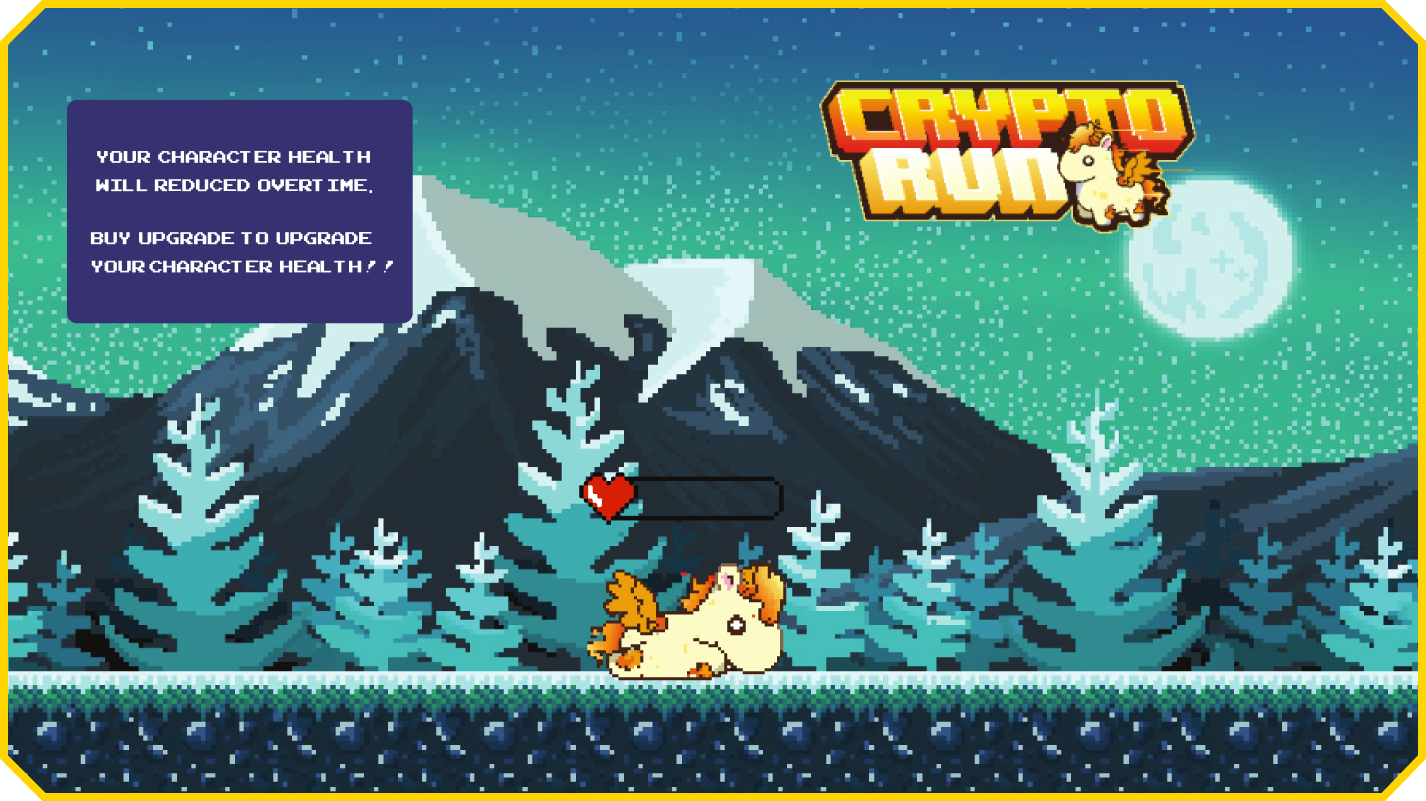 YOUR CHARACTER HEALTH
WILL REDUCED OVERTIME.
BUY UPGRADE TO UPGRADE
YOUR CHARACTER HEALTH!!
CRYPTO
RUN